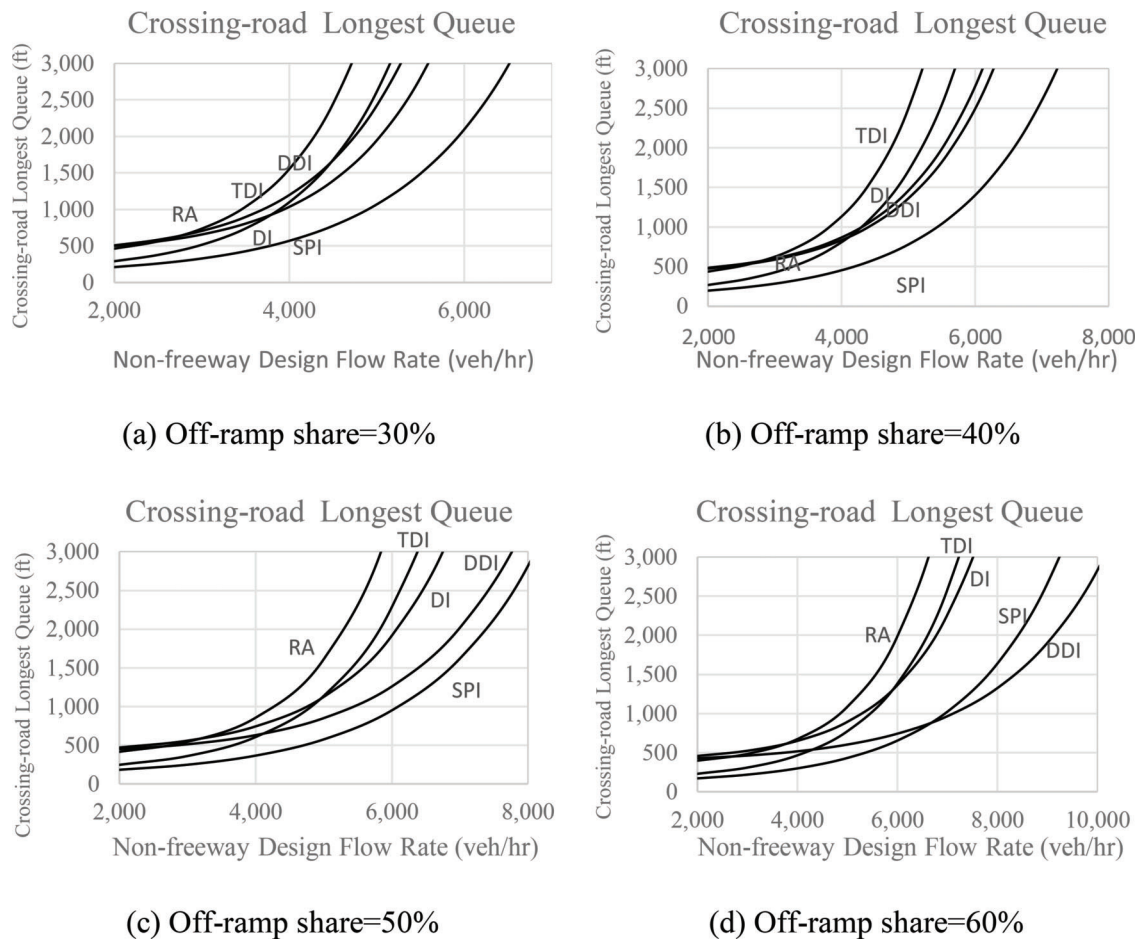 Crossing-road Longest Queue
Crossing-road Longest Queue (ft)
3,000
2,500
2,000
1,500
1,000
500
0
DDI
TDI
RA
DI
SPI
2,000
4,000
6,000
Non-freeway Design Flow Rate (veh/hr)
(a) Off-ramp share=30%
Crossing-road Longest Queue
Crossing-road Longest Queue (ft)
3,000
2,500
2,000
1,500
1,000
500
0
TDI
DI
DDI
RA
SPI
2,000
4,000
6,000
8,000
Non-freeway Design Flow Rate (veh/hr)
(b) Off-ramp share=40%
Crossing-road Longest Queue
Crossing-road Longest Queue (ft)
3,000
2,500
2,000
1,500
1,000
500
0
TDI
DDI
DI
RA
SPI
2,000
4,000
6,000
8,000
Non-freeway Design Flow Rate (veh/hr)
(c) Off-ramp share=50%
Crossing-road Longest Queue
Crossing-road Longest Queue (ft)
3,000
2,500
2,000
1,500
1,000
500
0
TDI
DI
SPI
RA
DDI
2,000
4,000
6,000
8,000
10,000
Non-freeway Design Flow Rate (veh/hr)
(d) Off-ramp share=60%